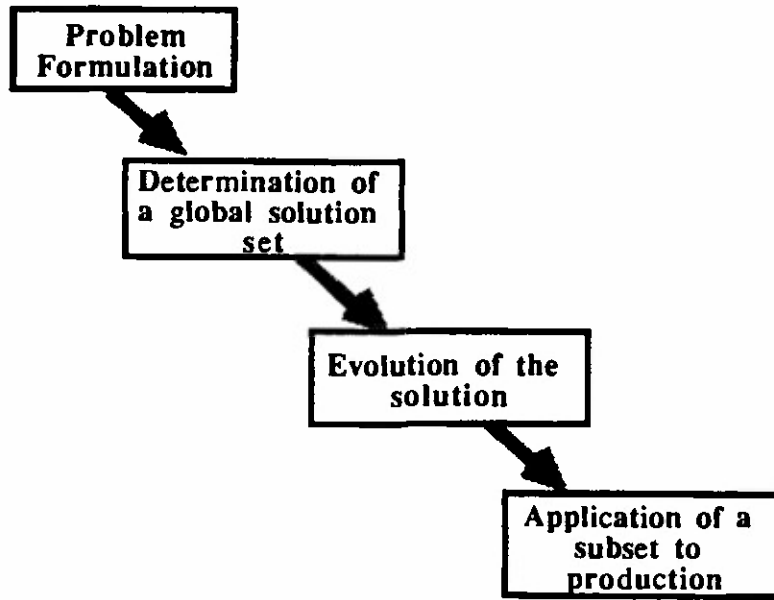 Problem
Formulation
Determination of
a global solution
set
Evolution of the
solution
Application of a
subset to
production